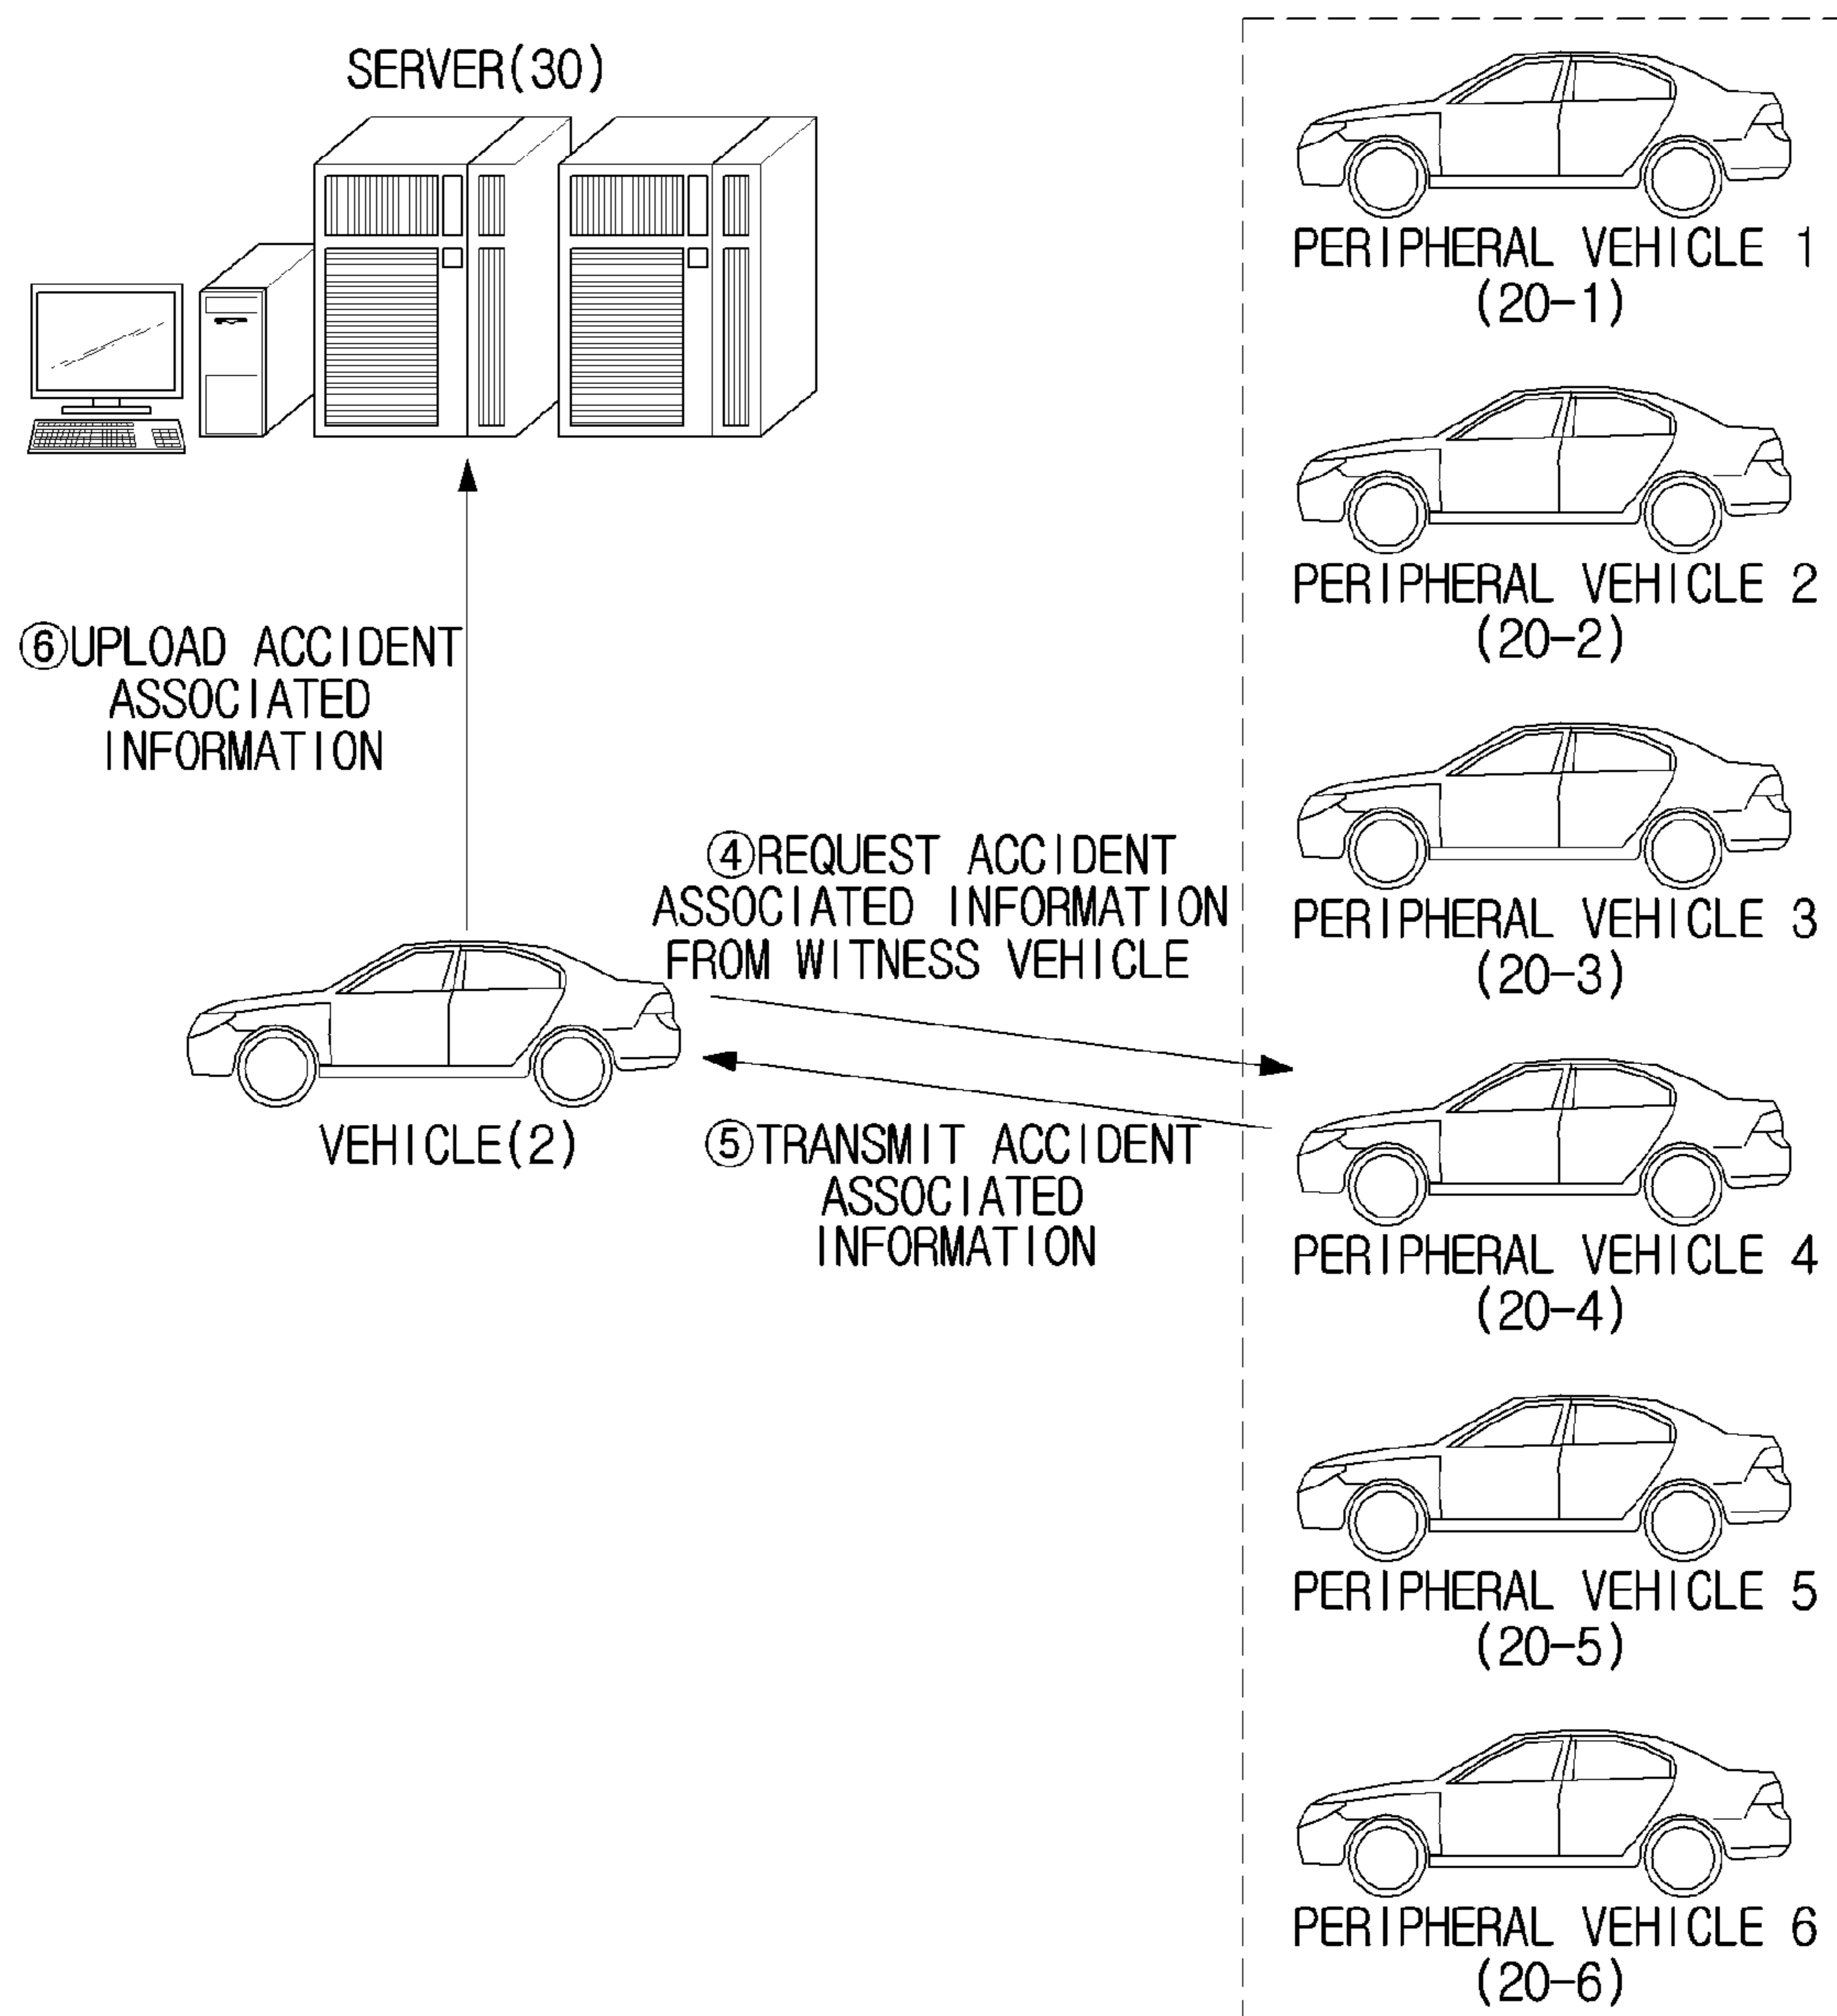 SERVER(30)
PERIPHERAL VEHICLE 1
(20-1)
PERIPHERAL VEHICLE 2
(20-2)
⑥UPLOAD ACCIDENT
ASSOCIATED
INFORMATION
PERIPHERAL VEHICLE 3
(20-3)
④REQUEST ACCIDENT
ASSOCIATED INFORMATION
FROM WITNESS VEHICLE
VEHICLE(2)
⑤TRANSMIT ACCIDENT
ASSOCIATED
INFORMATION
PERIPHERAL VEHICLE 4
(20-4)
PERIPHERAL VEHICLE 5
(20-5)
PERIPHERAL VEHICLE 6
(20-6)